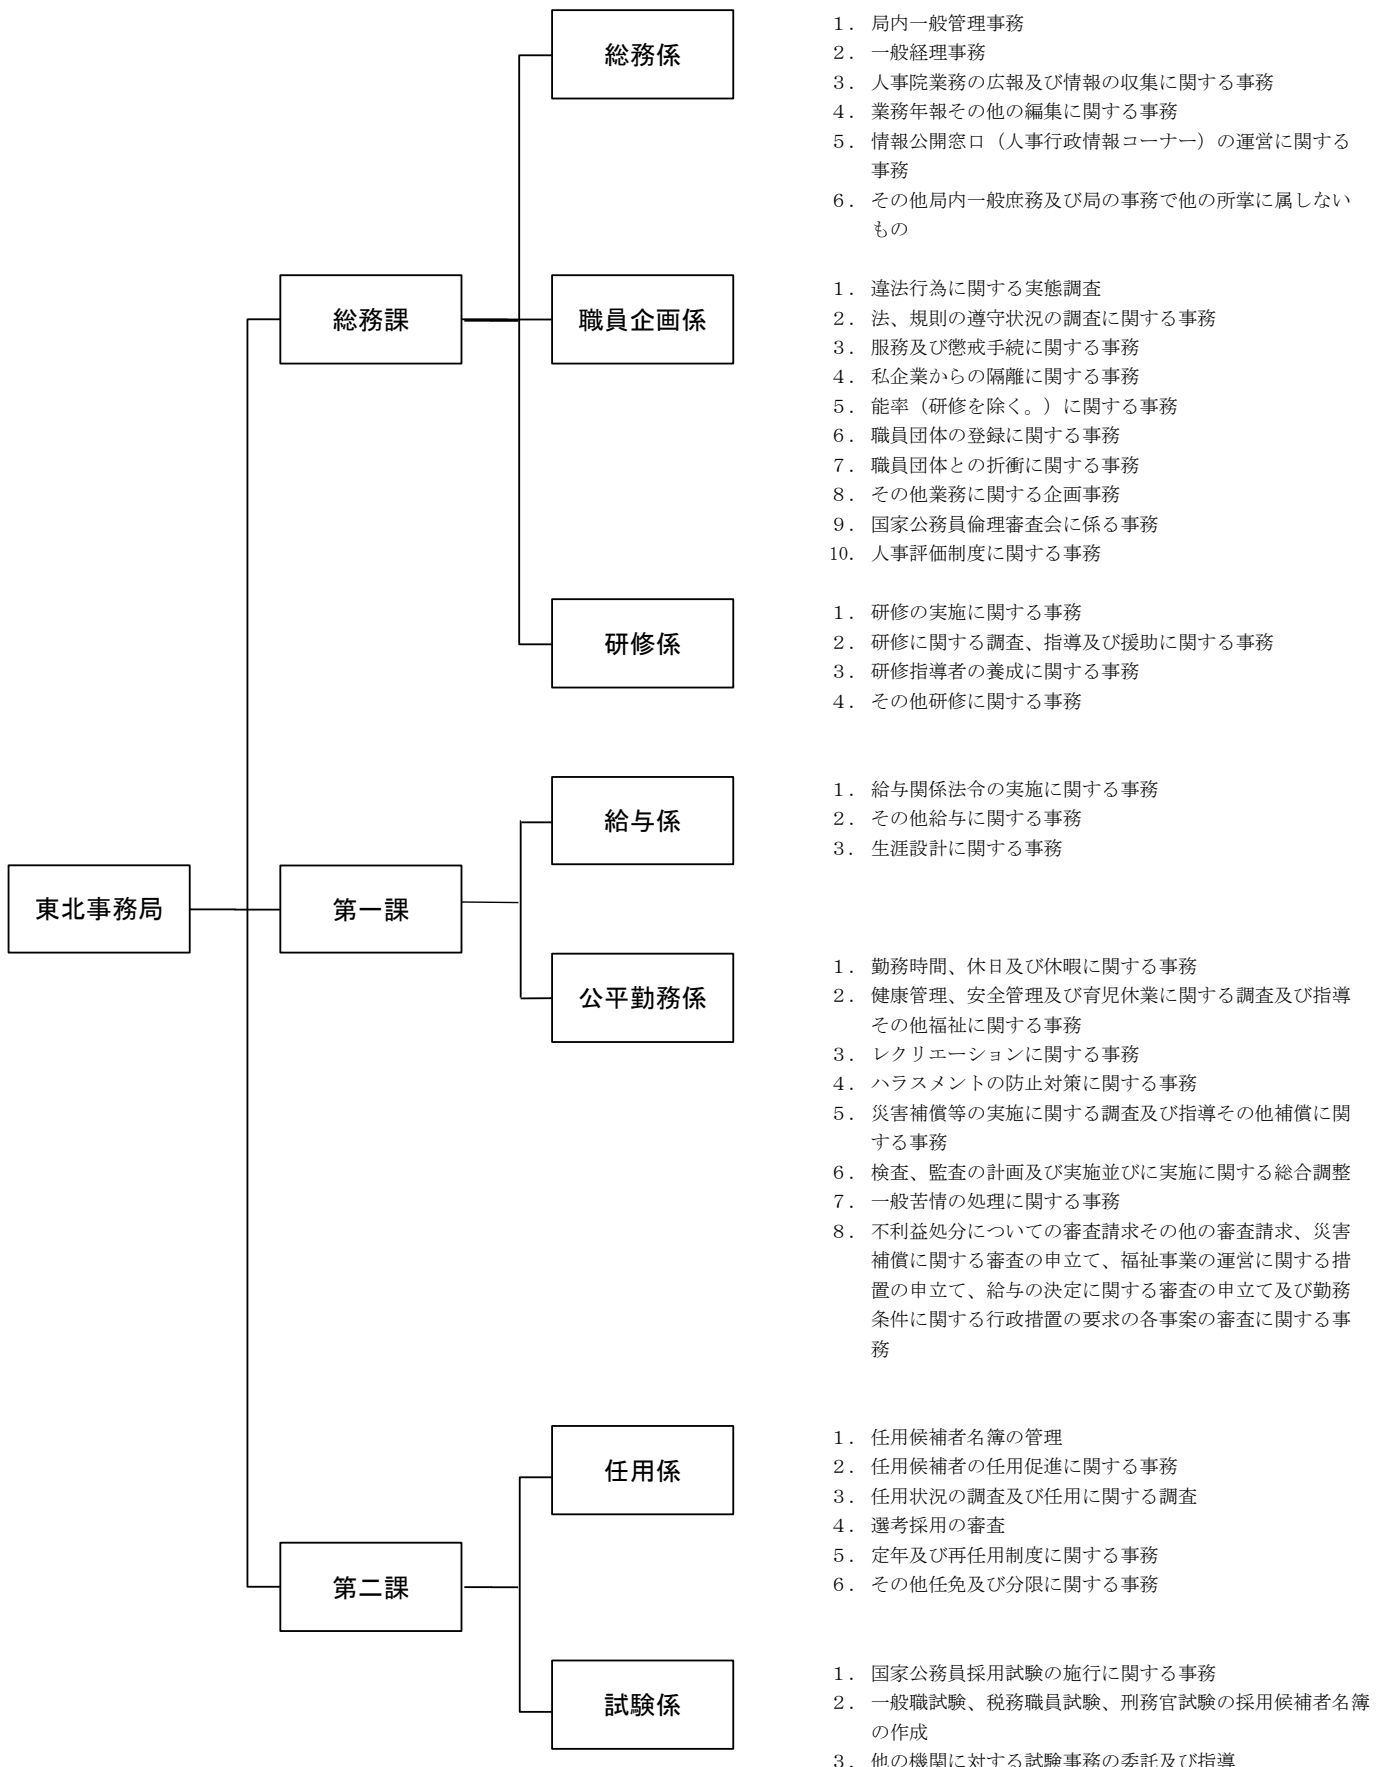 総務係
1. 局内一般管理事務
2. 一般経理事務
3. 人事院業務の広報及び情報の収集に関する事務
4. 業務年報その他の編集に関する事務
5. 情報公開窓口（人事行政情報コーナー）の運営に関する
事務
6. その他局内一般庶務及び局の事務で他の所掌に属しない
もの
総務課
職員企画係
1. 違法行為に関する実態調査
2. 法、規則の遵守状況の調査に関する事務
3. 服務及び懲戒手続に関する事務
4. 私企業からの隔離に関する事務
5. 能率（研修を除く。）に関する事務
6. 職員団体の登録に関する事務
7. 職員団体との折衝に関する事務
8. その他業務に関する企画事務
9. 国家公務員倫理審査会に係る事務
10. 人事評価制度に関する事務
研修係
1. 研修の実施に関する事務
2. 研修に関する調査、指導及び援助に関する事務
3. 研修指導者の養成に関する事務
4. その他研修に関する事務
給与係
1. 給与関係法令の実施に関する事務
2. その他給与に関する事務
3. 生涯設計に関する事務
東北事務局
第一課
公平勤務係
1. 勤務時間、休日及び休暇に関する事務
2. 健康管理、安全管理及び育児休業に関する調査及び指導
その他福祉に関する事務
3. レクリエーションに関する事務
4. ハラスメントの防止対策に関する事務
5. 災害補償等の実施に関する調査及び指導その他補償に関
する事務
6. 検査、監査の計画及び実施並びに実施に関する総合調整
7. 一般苦情の処理に関する事務
8. 不利益処分についての審査請求その他の審査請求、災害
補償に関する審査の申立て、福祉事業の運営に関する措
置の申立て、給与の決定に関する審査の申立て及び勤務
条件に関する行政措置の要求の各事案の審査に関する事
務
任用係
1. 任用候補者名簿の管理
2. 任用候補者の任用促進に関する事務
3. 任用状況の調査及び任用に関する調査
4. 選考採用の審査
5. 定年及び再任用制度に関する事務
6. その他任免及び分限に関する事務
第二課
試験係
1. 国家公務員採用試験の施行に関する事務
2. 一般職試験、税務職員試験、刑務官試験の採用候補者名簿
の作成
3. 他の機関に対する試験事務の委託及び指導